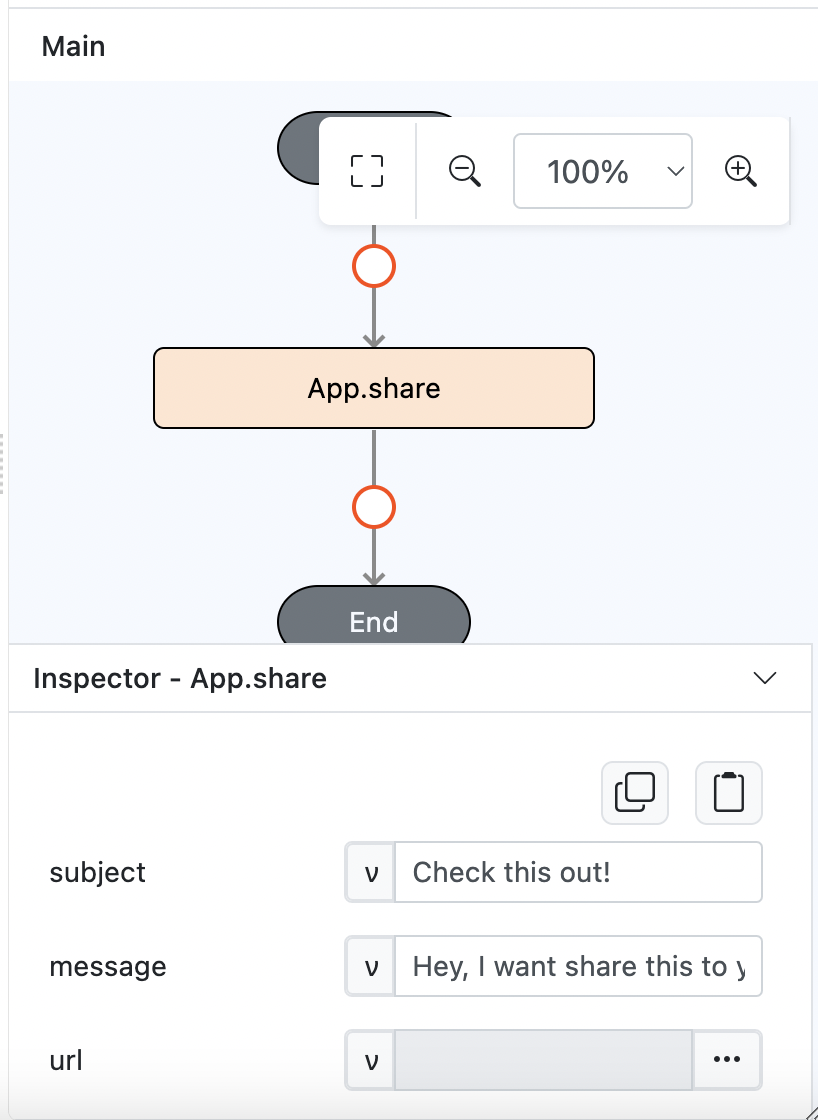 Main
100%
App.share
End
Inspector - App.share
subject
ν
Check this out!
message
ν
Hey, I want share this to
url
ν